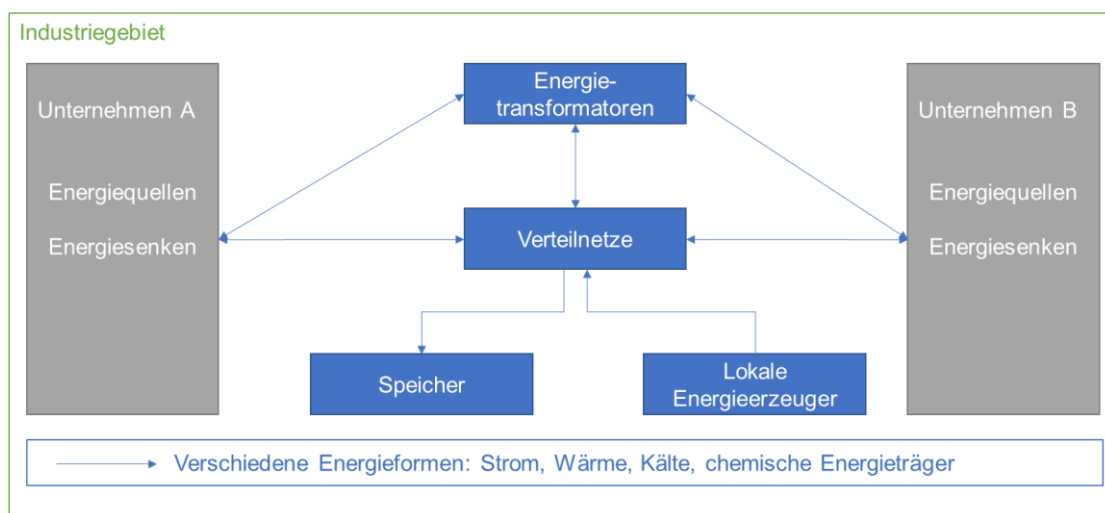 Industriegebiet
Unternehmen A
Energiequellen
Energiesenken
Energie-
transformatoren
Verteilnetze
Speicher
Lokale
Energieerzeuger
Unternehmen B
Energiequellen
Energiesenken
Verschiedene Energieformen: Strom, Wärme, Kälte, chemische Energieträger